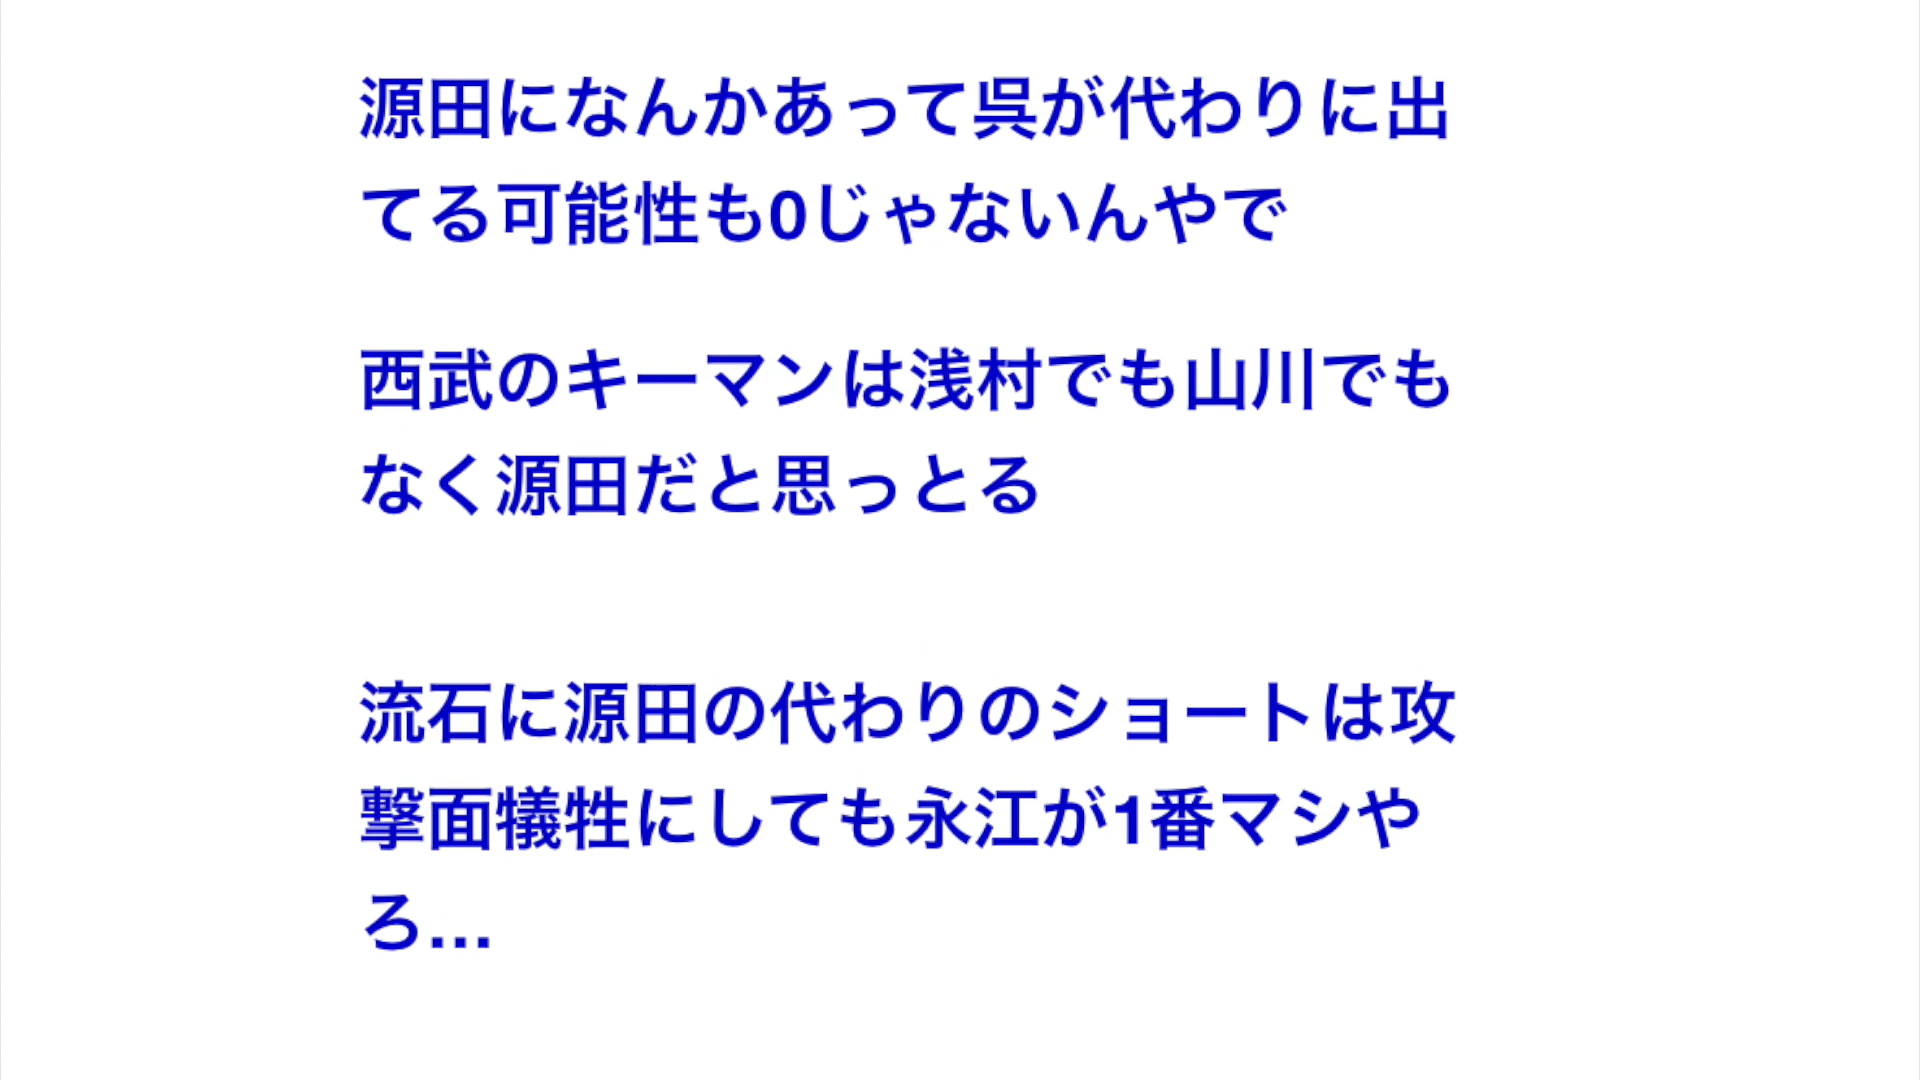 源田になんかあって呉が代わりに出
てる可能性も0じゃないんやで
西武のキーマンは浅村でも山川でも
なく源田だと思っとる
流石に源田の代わりのショートは攻
撃面犠牲にしても永江が1番マシや
ろ…